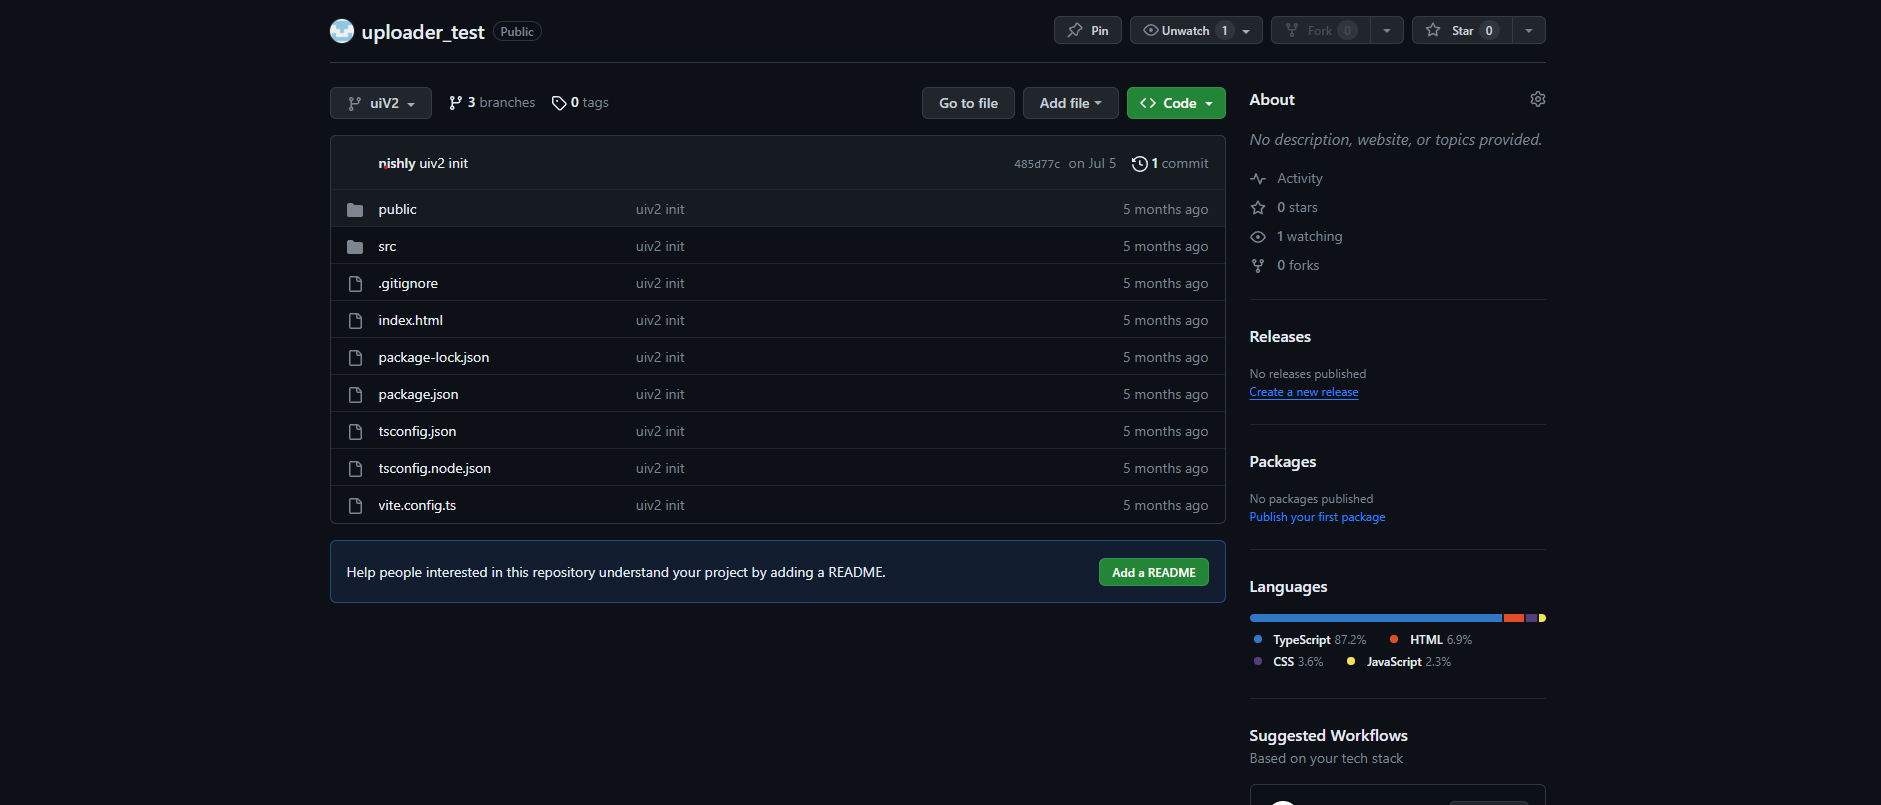 uploader_test Public Pin Unwatch 1 Fork 0 Star 0
uiV2 3 branches 0 tags Go to file Add file Code
nishly uiv2 init 485d77c on Jul 5 1 commit
public uiv2 init 5 months ago
src uiv2 init 5 months ago
.gitignore uiv2 init 5 months ago
index.html uiv2 init 5 months ago
package-lock.json uiv2 init 5 months ago
package.json uiv2 init 5 months ago
tsconfig.json uiv2 init 5 months ago
tsconfig.node.json uiv2 init 5 months ago
vite.config.ts uiv2 init 5 months ago
Help people interested in this repository understand your project by adding a README. Add a README
About
No description, website, or topics provided.
Activity
0 stars
1 watching
0 forks
Releases
No releases published
Create a new release
Packages
No packages published
Publish your first package
Languages
TypeScript 87.2% HTML 6.9%
CSS 3.6% JavaScript 2.3%
Suggested Workflows
Based on your tech stack